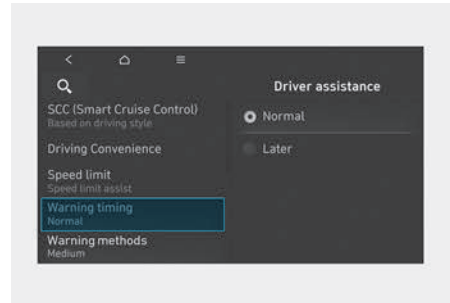 Driver assistance
SCC (Smart Cruise Control)
Based on driving style
Driving Convenience
Speed limit
Speed limit assist
Warning timing
Normal
Warning methods
Medium
Normal
Later